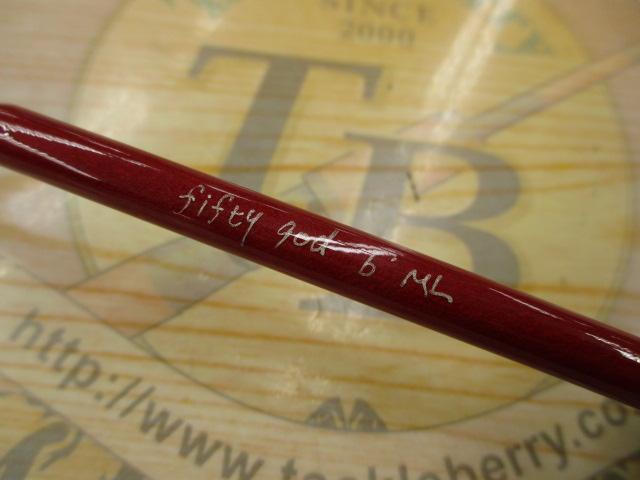 SINCE
2000
TB
fifty god 6' ML
http://www.tackleberry.co